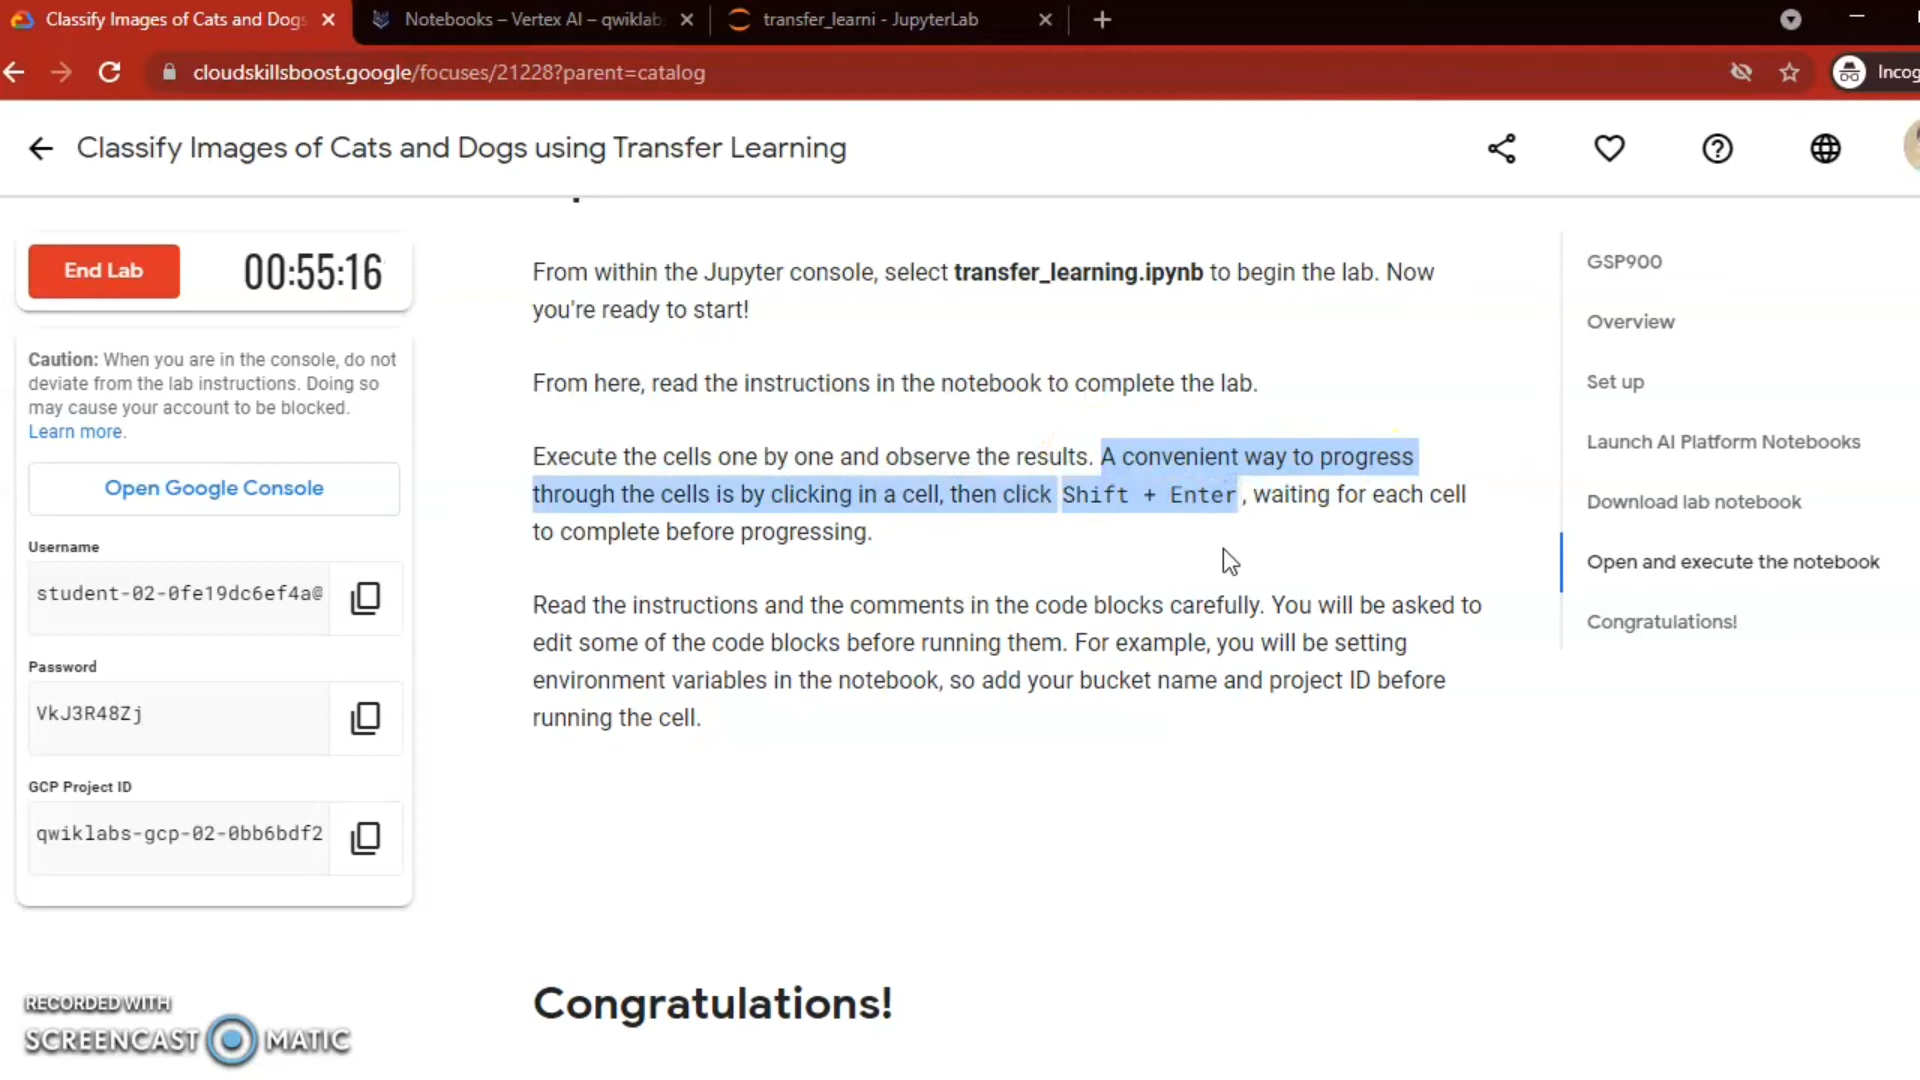 Classify Images of Cats and Dogs
Notebooks – Vertex AI – qwiklab
transfer_learni - JupyterLab
cloudskillsboost.google/focuses/21228?parent=catalog
Incog
Classify Images of Cats and Dogs using Transfer Learning
End Lab
00:55:16
Caution: When you are in the console, do not
deviate from the lab instructions. Doing so
may cause your account to be blocked.
Learn more.
Open Google Console
Username
student-02-0fe19dc6ef4a@
Password
VkJ3R48Zj
GCP Project ID
qwiklabs-gcp-02-0bb6bdf2
From within the Jupyter console, select transfer_learning.ipynb to begin the lab. Now
you're ready to start!
From here, read the instructions in the notebook to complete the lab.
Execute the cells one by one and observe the results. A convenient way to progress
through the cells is by clicking in a cell, then click Shift + Enter, waiting for each cell
to complete before progressing.
Read the instructions and the comments in the code blocks carefully. You will be asked to
edit some of the code blocks before running them. For example, you will be setting
environment variables in the notebook, so add your bucket name and project ID before
running the cell.
Congratulations!
GSP900
Overview
Set up
Launch AI Platform Notebooks
Download lab notebook
Open and execute the notebook
Congratulations!
RECORDED WITH
SCREENCAST MATIC